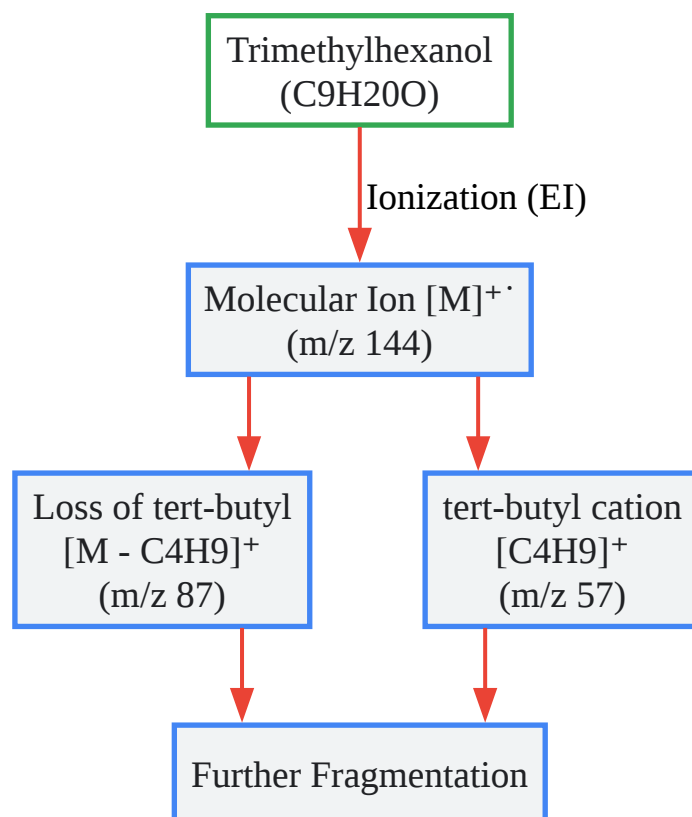 Trimethylhexanol
(C9H20O)
Ionization (EI)
Molecular Ion [M]⁺˙
(m/z 144)
Loss of tert-butyl
[M - C4H9]⁺
(m/z 87)
tert-butyl cation
[C4H9]⁺
(m/z 57)
Further Fragmentation